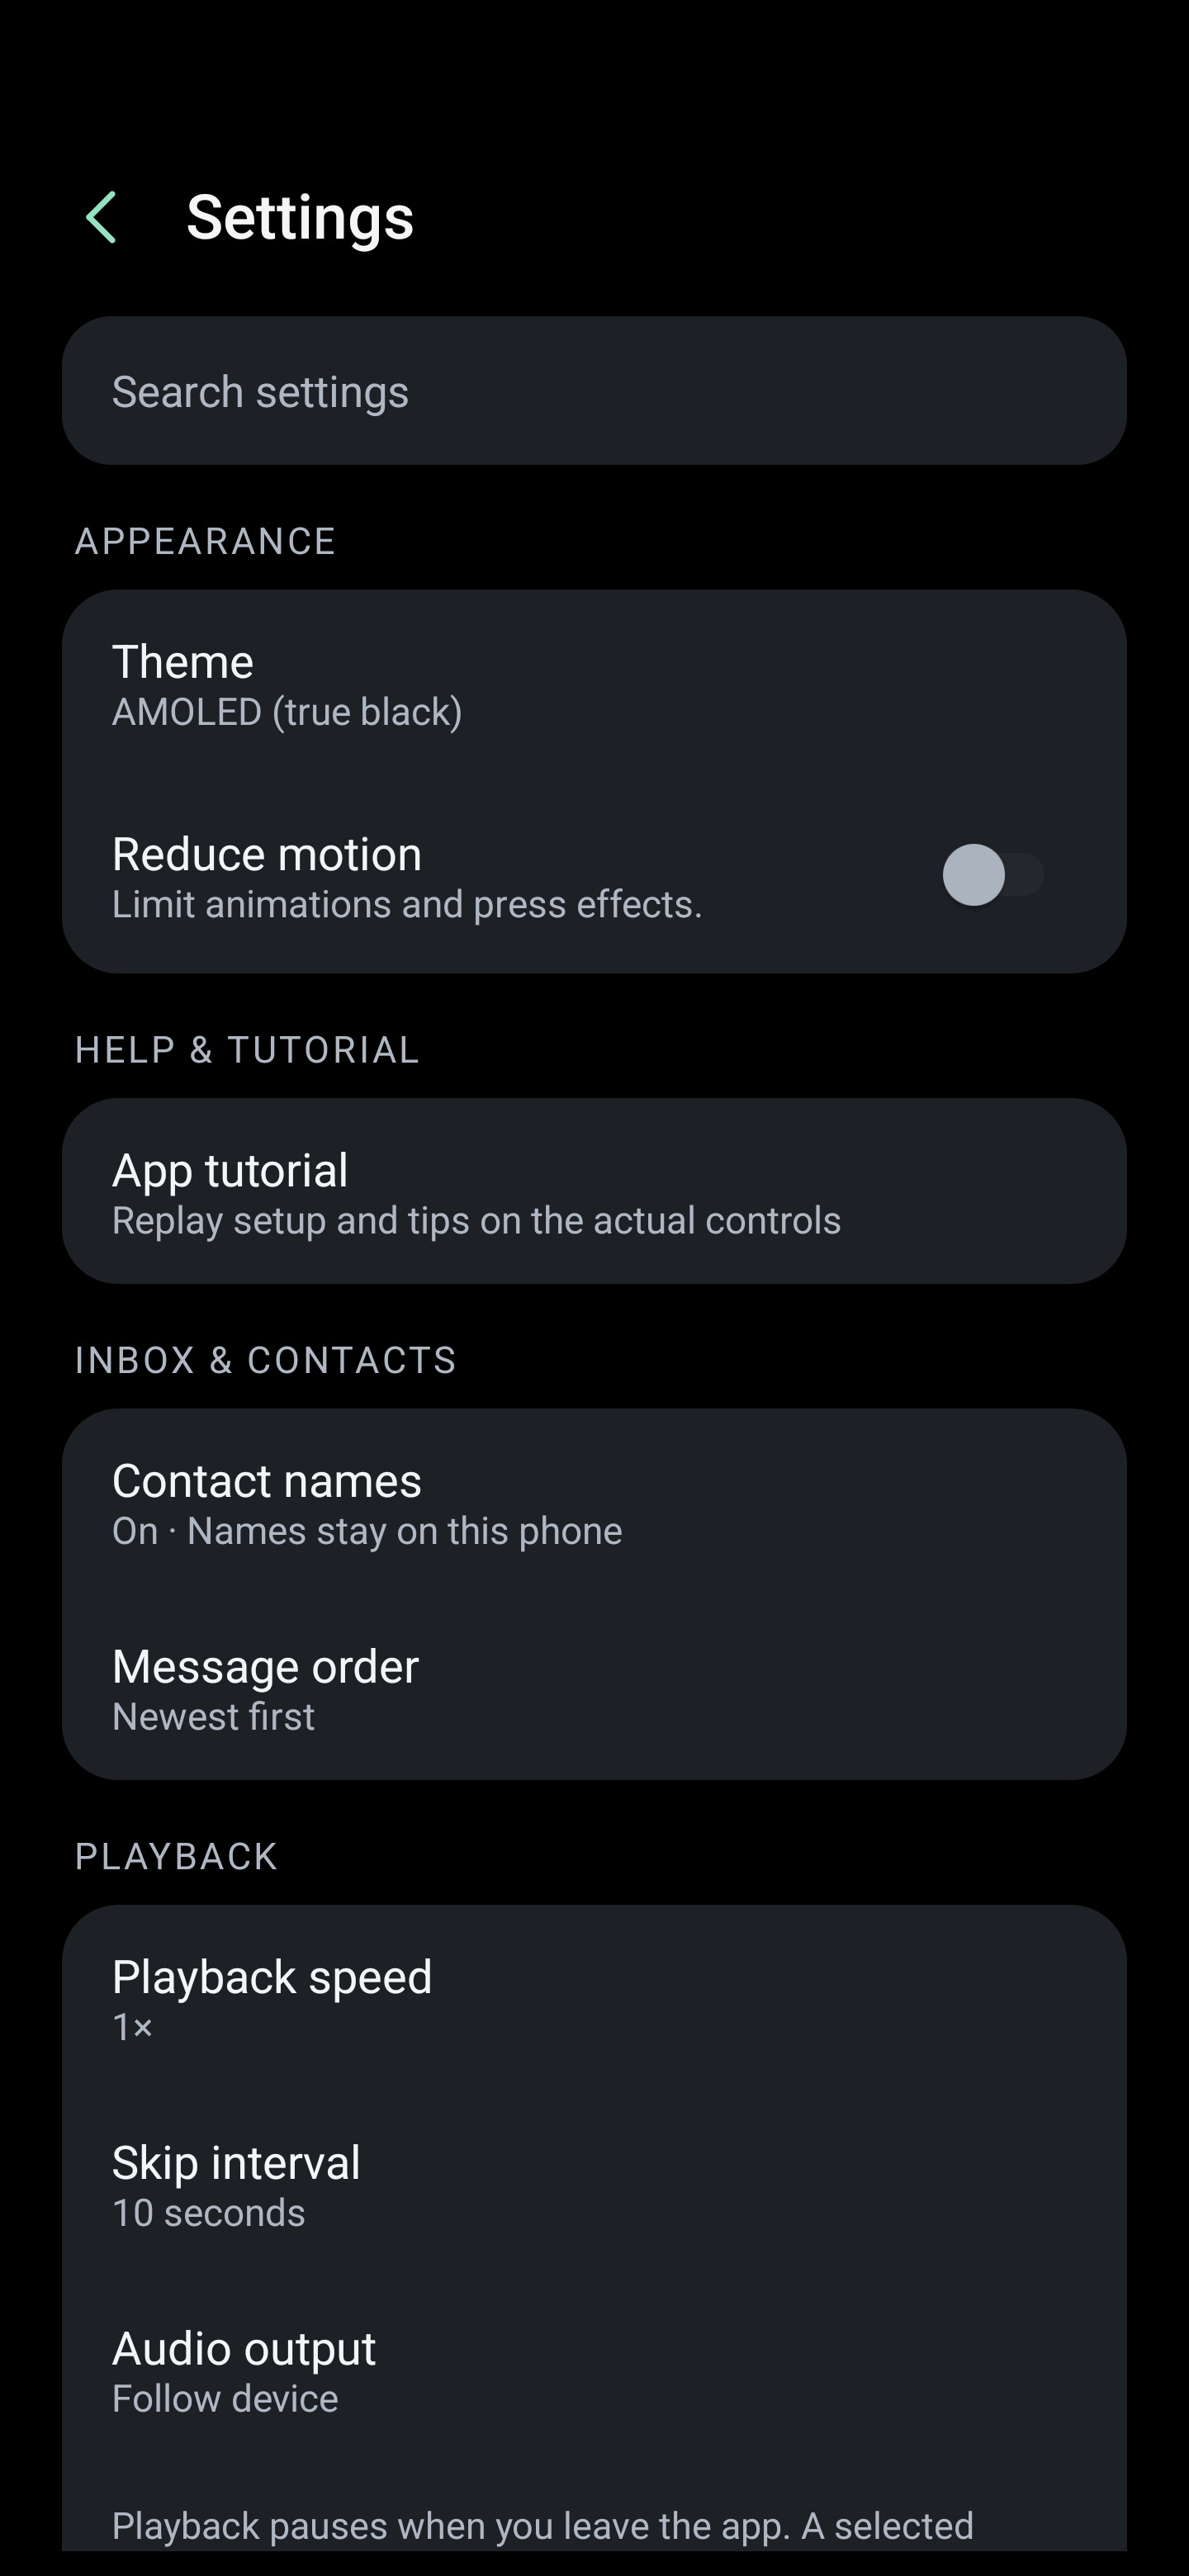 Settings
Search settings
APPEARANCE
Theme
AMOLED (true black)
Reduce motion
Limit animations and press effects.
HELP & TUTORIAL
App tutorial
Replay setup and tips on the actual controls
INBOX & CONTACTS
Contact names
On · Names stay on this phone
Message order
Newest first
PLAYBACK
Playback speed
1×
Skip interval
10 seconds
Audio output
Follow device
Playback pauses when you leave the app. A selected